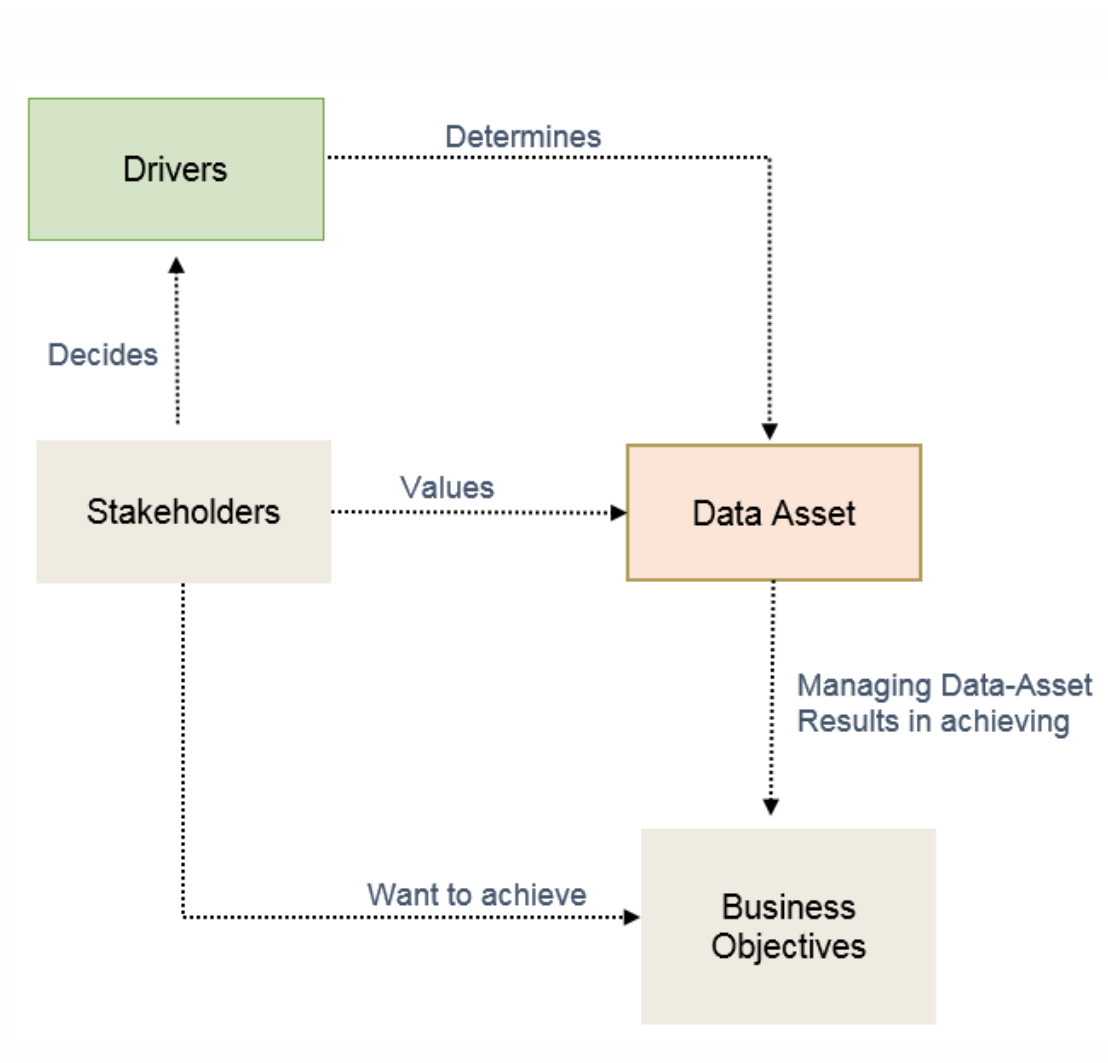 Determines
Drivers
Decides
Values
Stakeholders
Data Asset
Managing Data-Asset
Results in achieving
Want to achieve
Business
Objectives